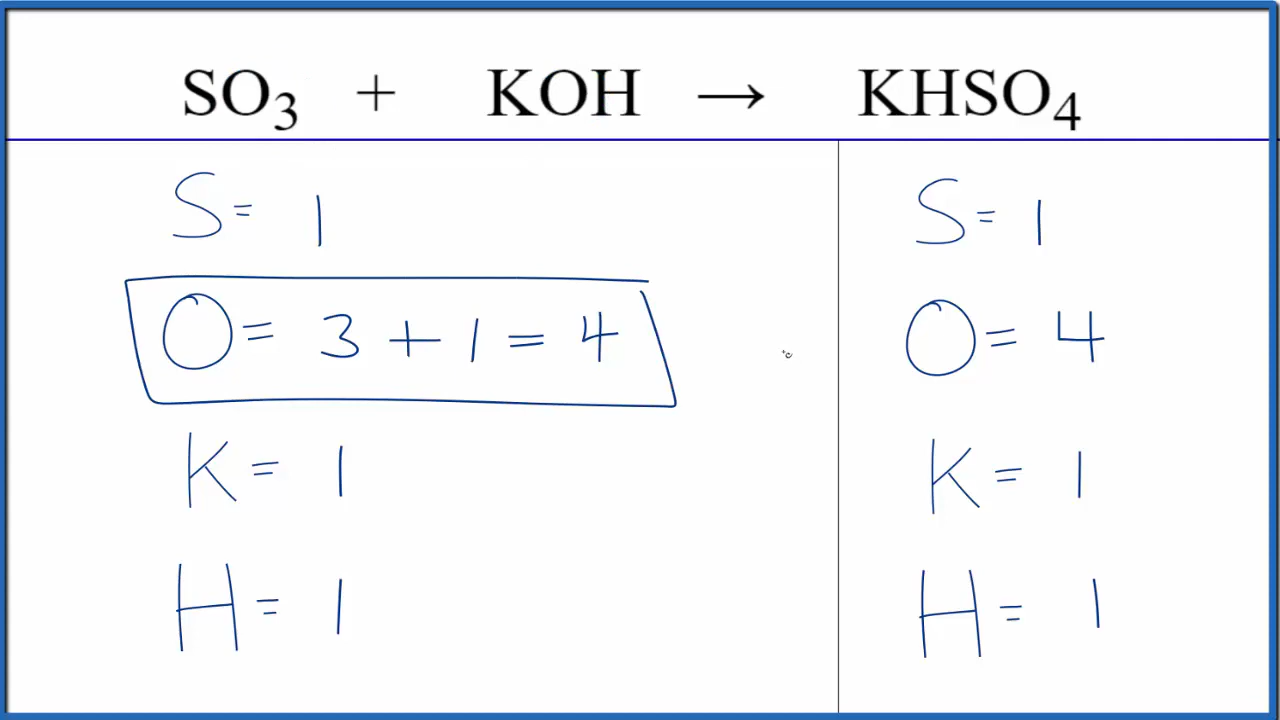 SO₃ + KOH → KHSO₄
S = 1
O = 3 + 1 = 4
K = 1
H = 1
S = 1
O = 4
K = 1
H = 1